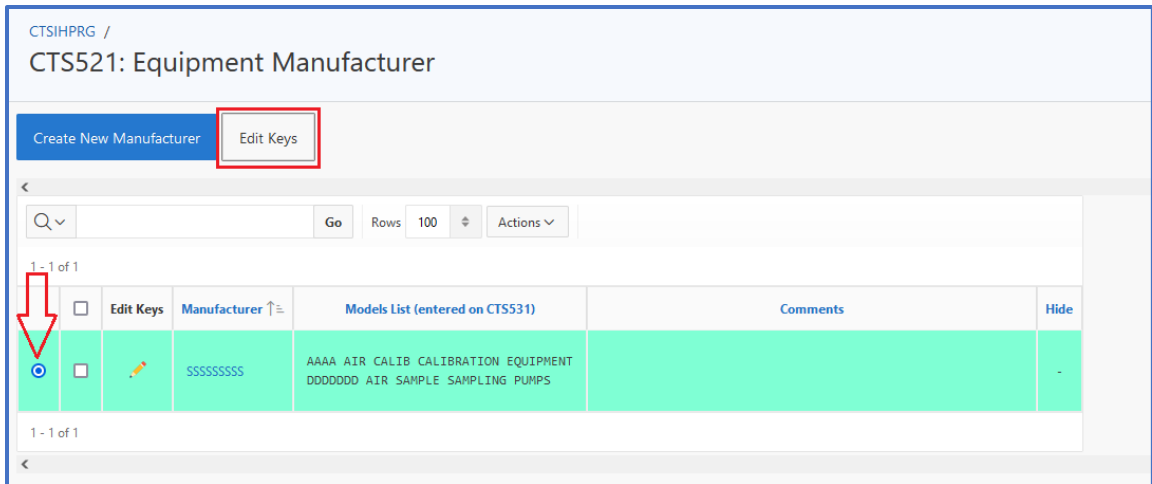 CTSIHPRG /
CTS521: Equipment Manufacturer
Create New Manufacturer Edit Keys
Go Rows 100 Actions
1 - 1 of 1
Edit Keys Manufacturer Models List (entered on CTS531) Comments Hide
SSSSSSSSS AAAA AIR CALIB CALIBRATION EQUIPMENT -
DDDDDDD AIR SAMPLE SAMPLING PUMPS
1 - 1 of 1